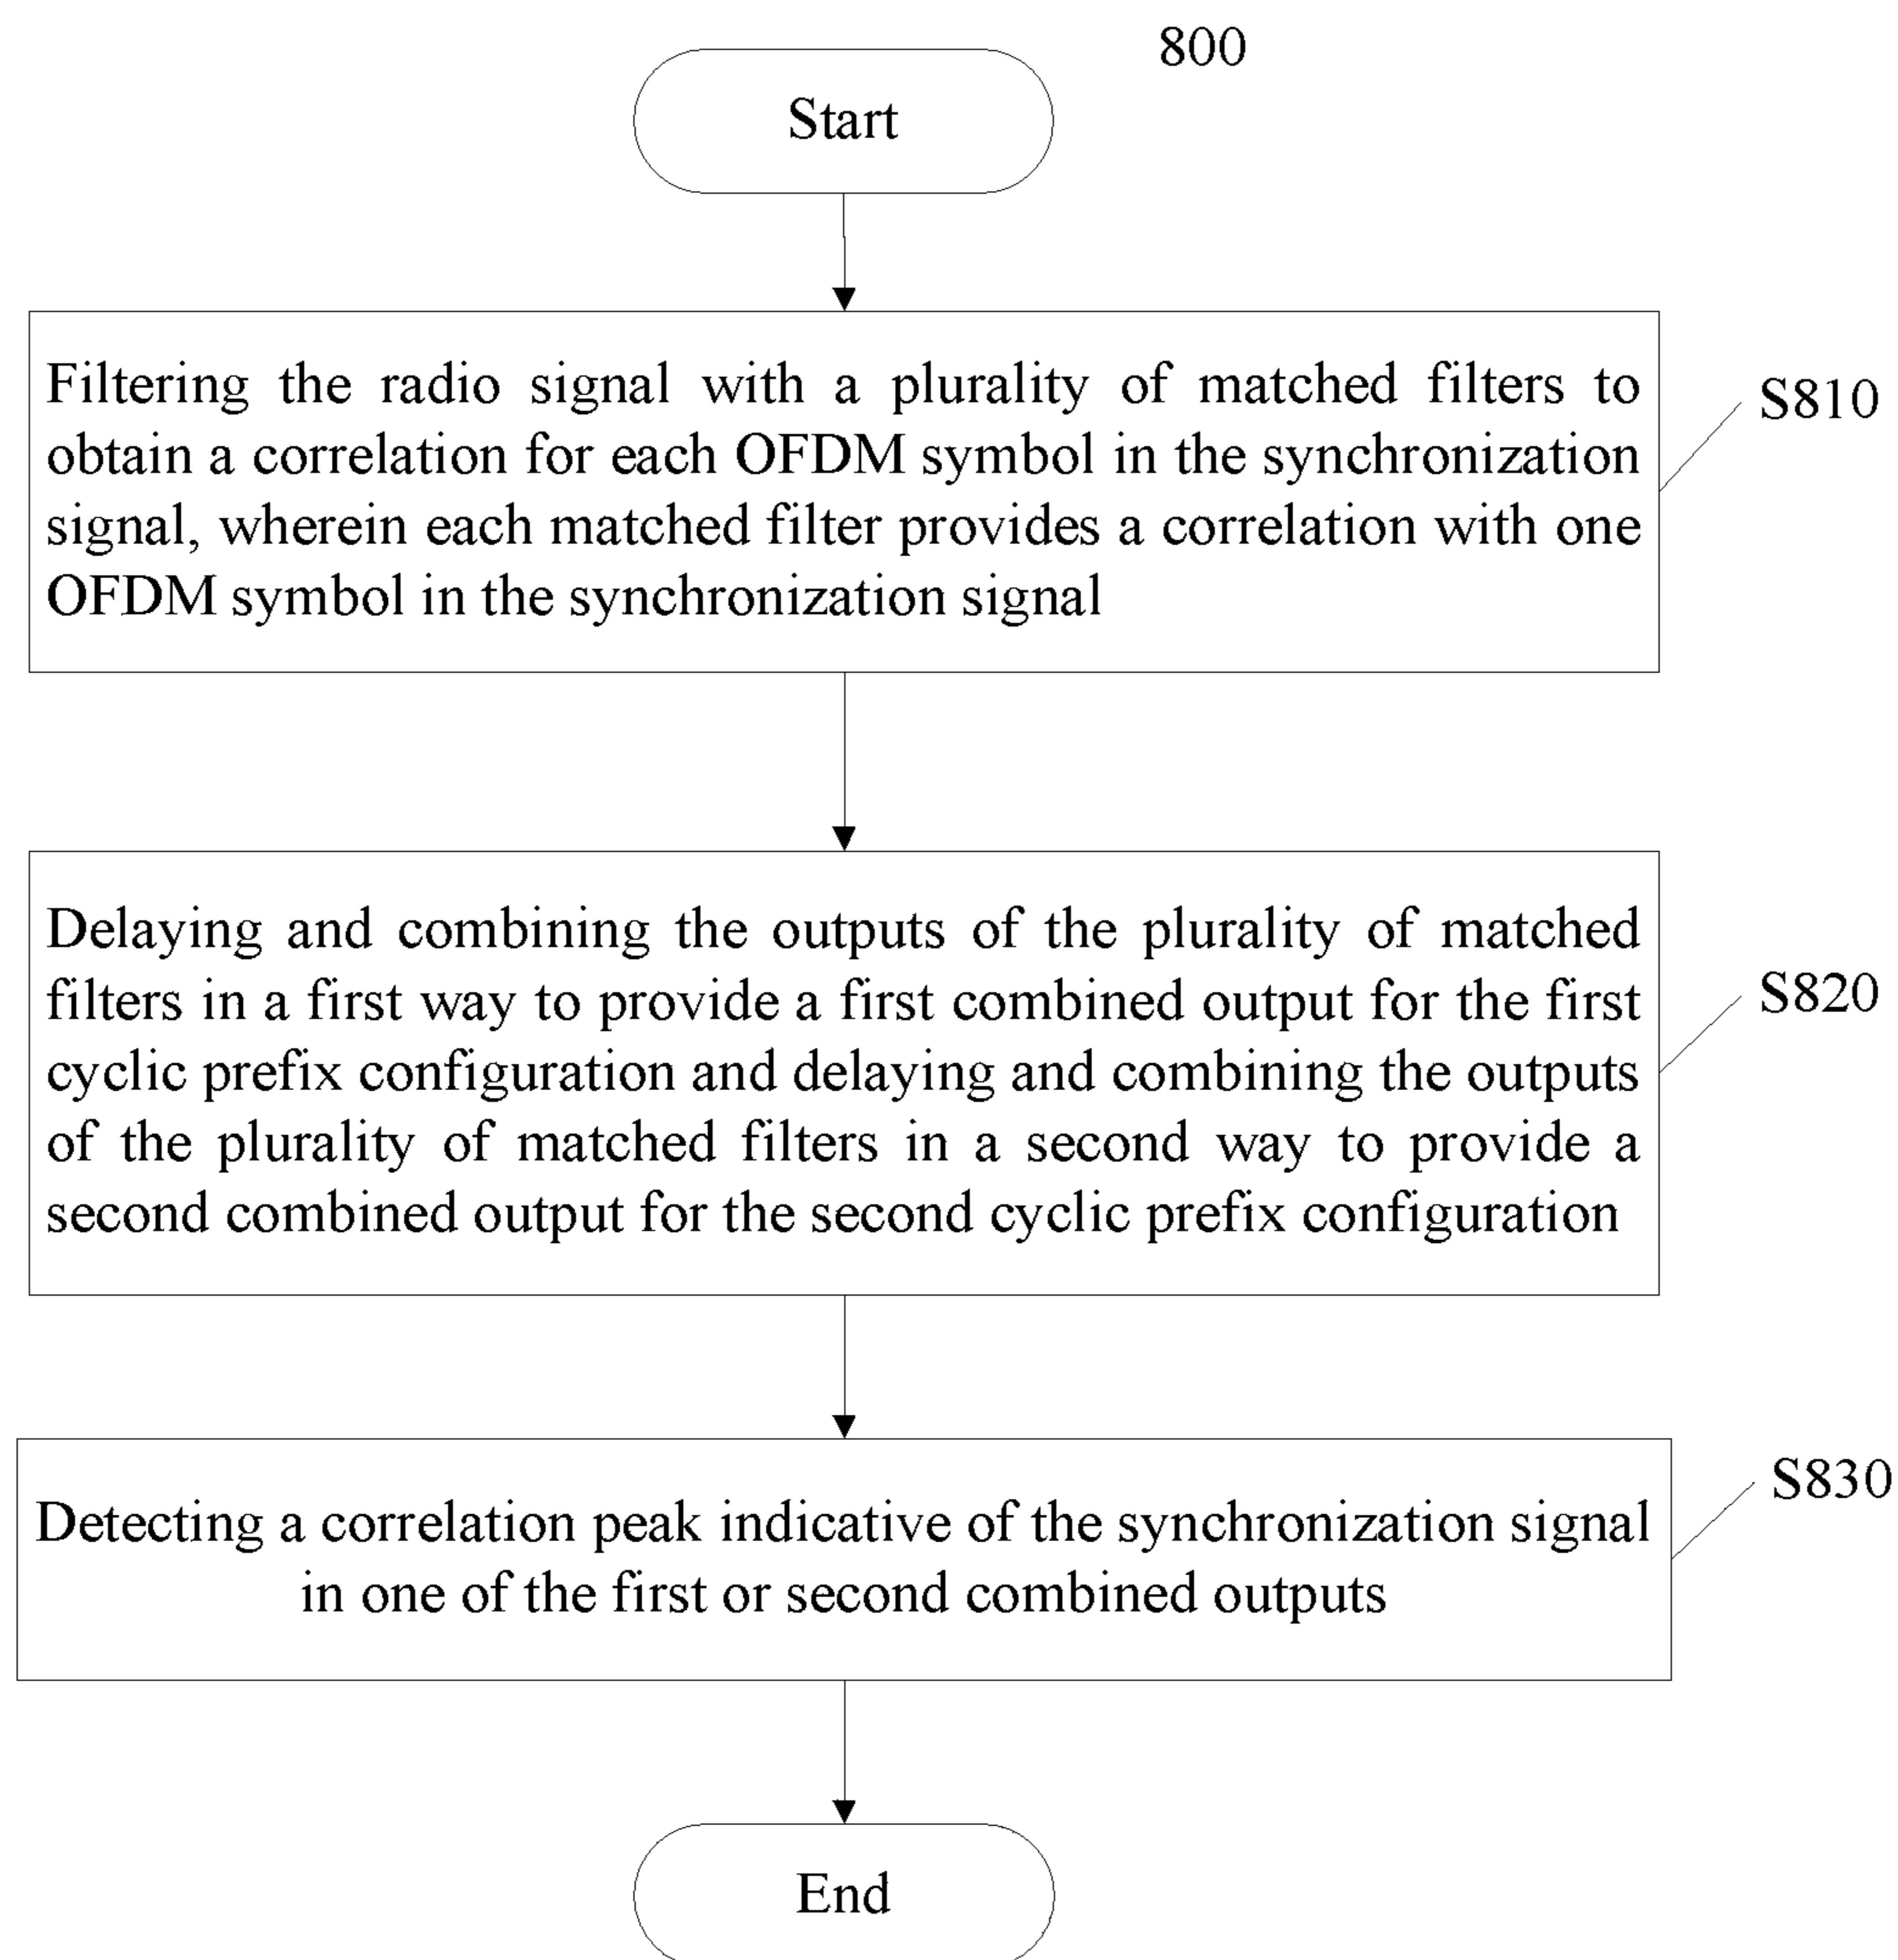 800
Start
Filtering the radio signal with a plurality of matched filters to
obtain a correlation for each OFDM symbol in the synchronization
signal, wherein each matched filter provides a correlation with one
OFDM symbol in the synchronization signal
S810
Delaying and combining the outputs of the plurality of matched
filters in a first way to provide a first combined output for the first
cyclic prefix configuration and delaying and combining the outputs
of the plurality of matched filters in a second way to provide a
second combined output for the second cyclic prefix configuration
S820
Detecting a correlation peak indicative of the synchronization signal
in one of the first or second combined outputs
S830
End